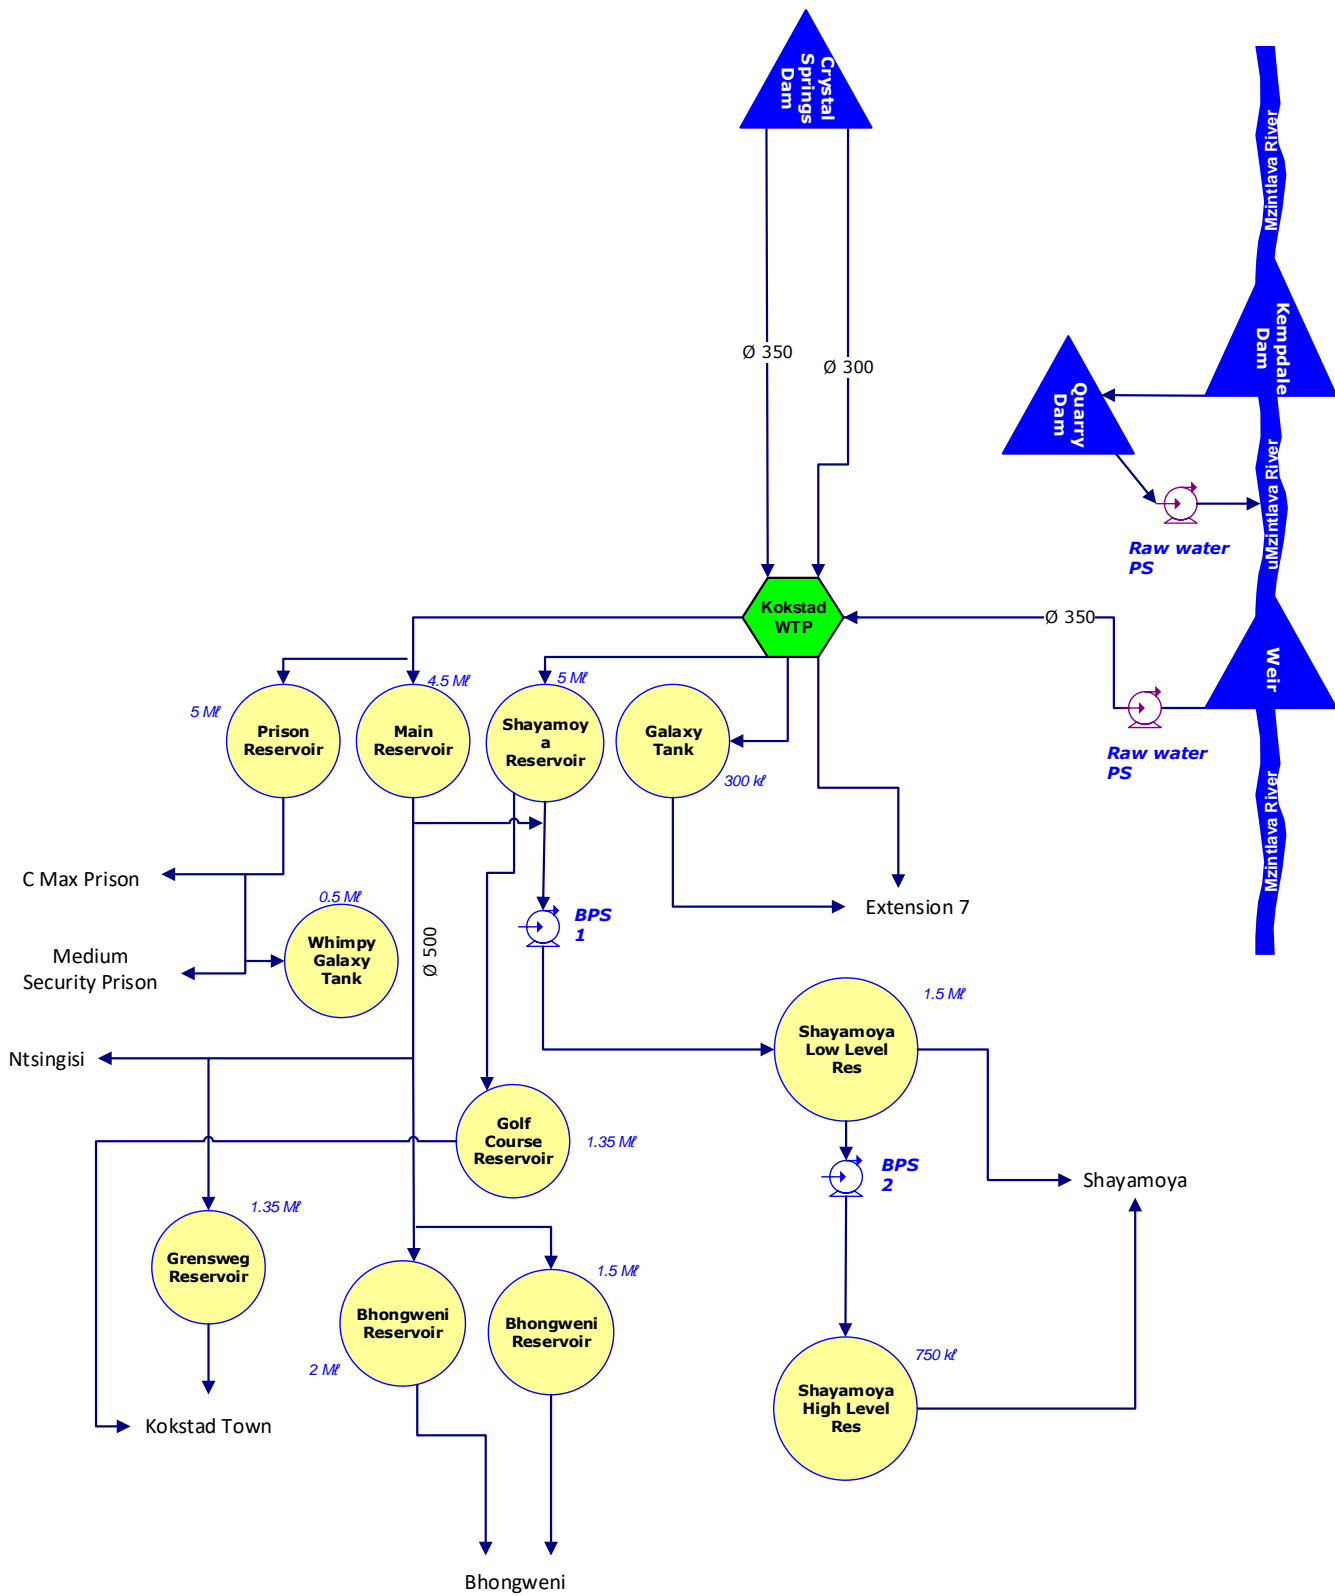 Crystal
Springs
Dam
Mzintlava River
Kempdale
Dam
Quarry
Dam
Ø 350
Ø 300
uMzintlava River
Raw water
PS
Kokstad
WTP
Ø 350
Weir
Raw water
PS
Mzintlava River
5 Mℓ
Prison
Reservoir
4.5 Mℓ
Main
Reservoir
5 Mℓ
Shayamoy
a Reservoir
Galaxy
Tank
300 kℓ
C Max Prison
0.5 Mℓ
Whimpy
Galaxy
Tank
Medium
Security Prison
Ø 500
BPS
1
Extension 7
Ntsingisi
1.5 Mℓ
Shayamoya
Low Level
Res
Golf
Course
Reservoir
1.35 Mℓ
BPS
2
Shayamoya
1.35 Mℓ
Grensweg
Reservoir
Bhongweni
Reservoir
2 Mℓ
1.5 Mℓ
Bhongweni
Reservoir
750 kℓ
Shayamoya
High Level
Res
Kokstad Town
Bhongweni